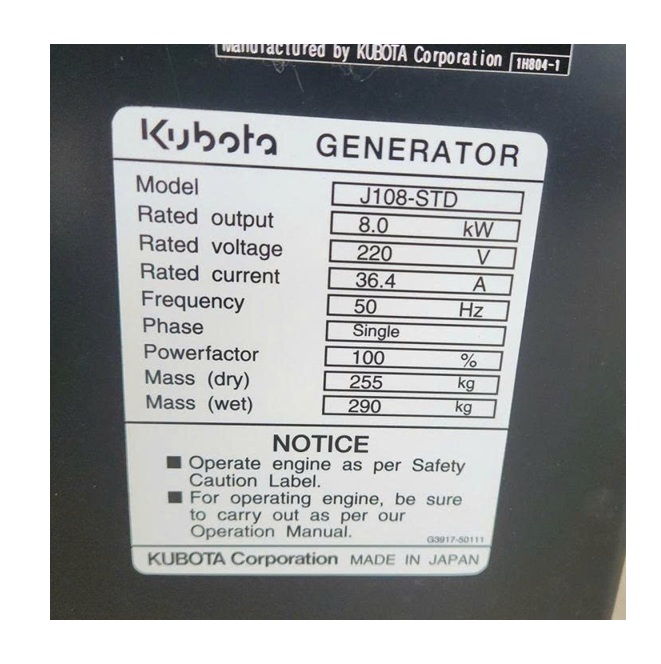 Manufactured by KUBOTA Corporation 1H804-1
Kubota GENERATOR
Model J108-STD
Rated output 8.0 kW
Rated voltage 220 V
Rated current 36.4 A
Frequency 50 Hz
Phase Single
Powerfactor 100 %
Mass (dry) 255 kg
Mass (wet) 290 kg
NOTICE
■ Operate engine as per Safety
Caution Label.
■ For operating engine, be sure
to carry out as per our
Operation Manual.
G3917-50111
KUBOTA Corporation MADE IN JAPAN